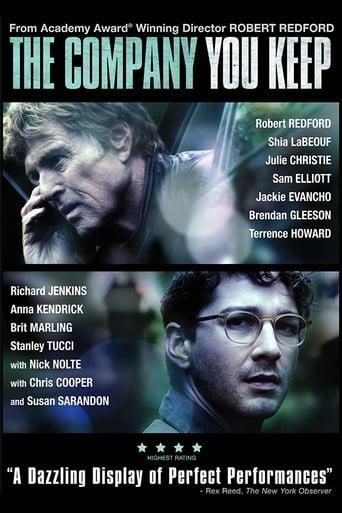 From Academy Award® Winning Director ROBERT REDFORD
THE COMPANY YOU KEEP
Robert REDFORD
Shia LaBEOUF
Julie CHRISTIE
Sam ELLIOTT
Jackie EVANCHO
Brendan GLEESON
Terrence HOWARD
Richard JENKINS
Anna KENDRICK
Brit MARLING
Stanley TUCCI
with Nick NOLTE
with Chris COOPER
and Susan SARANDON
HIGHEST RATING
"A DAZZLING DISPLAY OF PERFECT PERFORMANCES"
- Rex Reed, The New York Observer